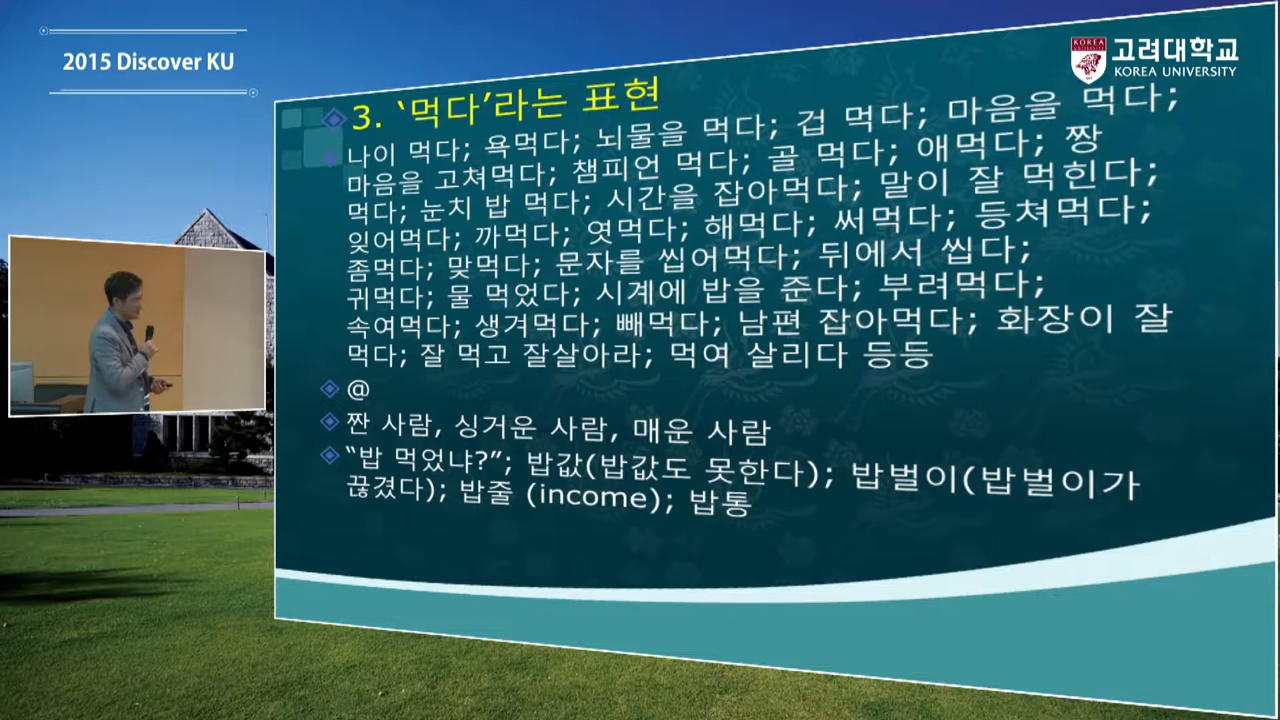 2015 Discover KU
KOREA
고려대학교
KOREA UNIVERSITY
3. ‘먹다’라는 표현
나이 먹다; 욕먹다; 뇌물을 먹다; 겁 먹다; 마음을 먹다;
마음을 고쳐먹다; 챔피언 먹다; 골 먹다; 애먹다; 짱
먹다; 눈치 밥 먹다; 시간을 잡아먹다; 말이 잘 먹힌다;
잊어먹다; 까먹다; 엿먹다; 해먹다; 써먹다; 등쳐먹다;
좀먹다; 맞먹다; 문자를 씹어먹다; 뒤에서 씹다;
귀먹다; 물 먹었다; 시계에 밥을 준다; 부려먹다;
속여먹다; 생겨먹다; 빼먹다; 남편 잡아먹다; 화장이 잘
먹다; 잘 먹고 잘살아라; 먹여 살리다 등등
@
짠 사람, 싱거운 사람, 매운 사람
“밥 먹었냐?”; 밥값(밥값도 못한다); 밥벌이(밥벌이가
끊겼다); 밥줄 (income); 밥통